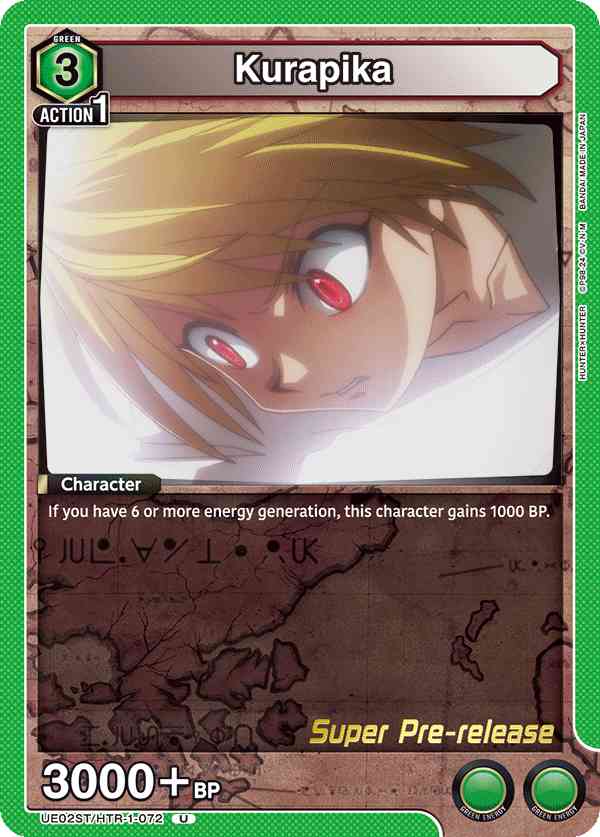 GREEN
3
Kurapika
ACTION 1
HUNTER×HUNTER ©P98-24 ©V･N･M BANDAI MADE IN JAPAN
Character
If you have 6 or more energy generation, this character gains 1000 BP.
Super Pre-release
3000+ BP
GREEN ENERGY
GREEN ENERGY
UE02ST/HTR-1-072 U